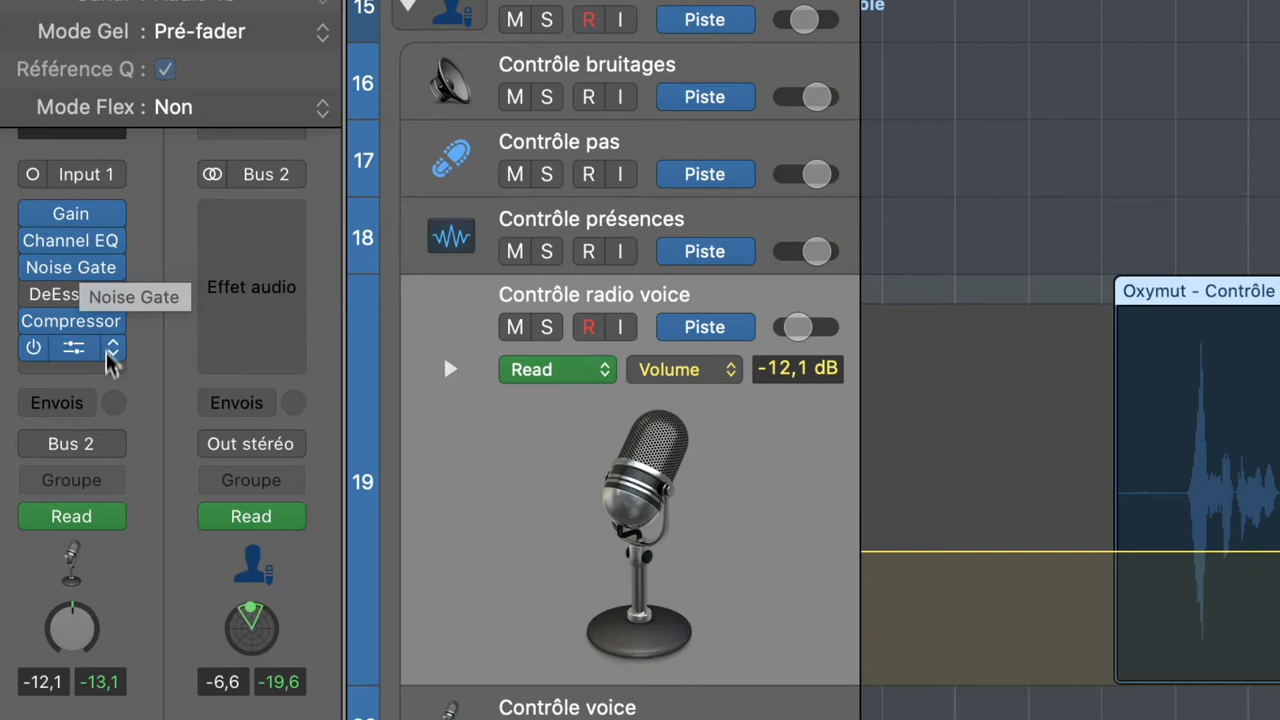 15
M S R I Piste
Mode Gel : Pré-fader
Référence Q :
Mode Flex : Non
16
Contrôle bruitages
M S R I Piste
17
Contrôle pas
M S R I Piste
18
Contrôle présences
M S R I Piste
Input 1
Bus 2
Gain
Channel EQ
Noise Gate
DeEss
Noise Gate
Compressor
Effet audio
Envois
Envois
Bus 2
Out stéréo
Groupe
Groupe
Read
Read
-12,1
-13,1
-6,6
-19,6
19
Contrôle radio voice
M S R I Piste
Read
Volume
-12,1 dB
Contrôle voice
Oxymut - Contrôle